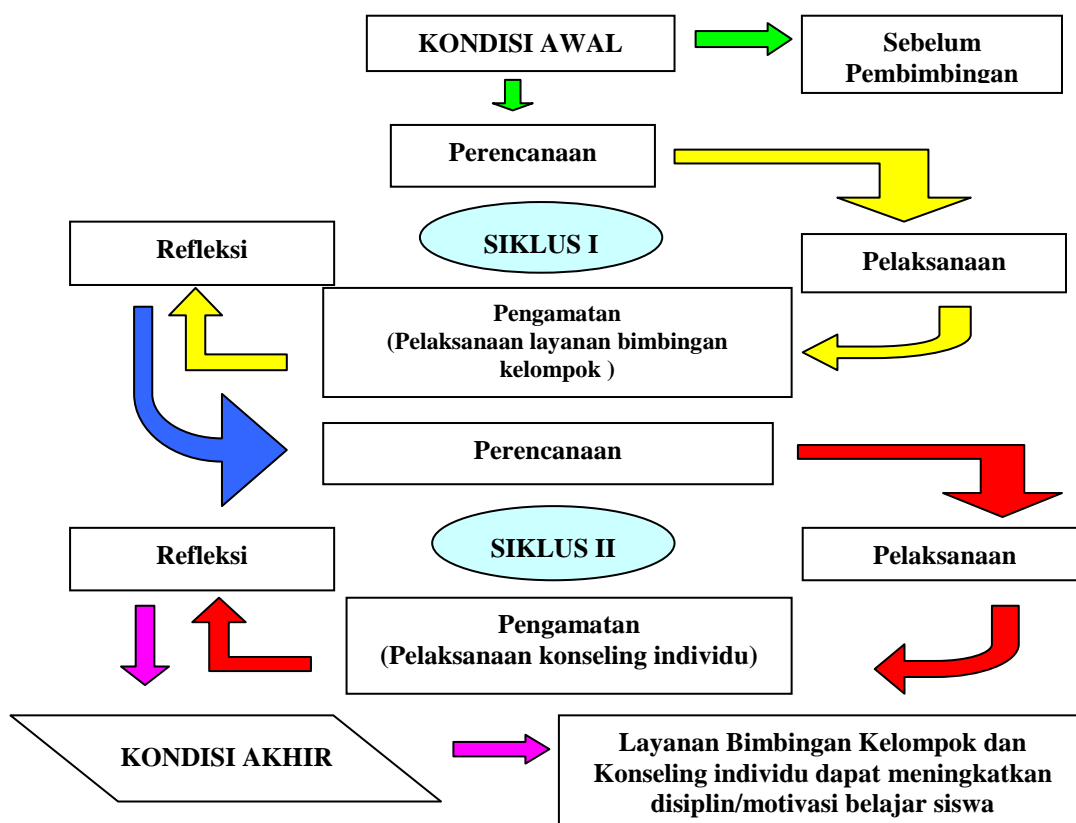 KONDISI AWAL
Sebelum
Pembimbingan
Perencanaan
Refleksi
SIKLUS I
Pelaksanaan
Pengamatan
(Pelaksanaan layanan bimbingan
kelompok )
Perencanaan
Refleksi
SIKLUS II
Pelaksanaan
Pengamatan
(Pelaksanaan konseling individu)
KONDISI AKHIR
Layanan Bimbingan Kelompok dan
Konseling individu dapat meningkatkan
disiplin/motivasi belajar siswa